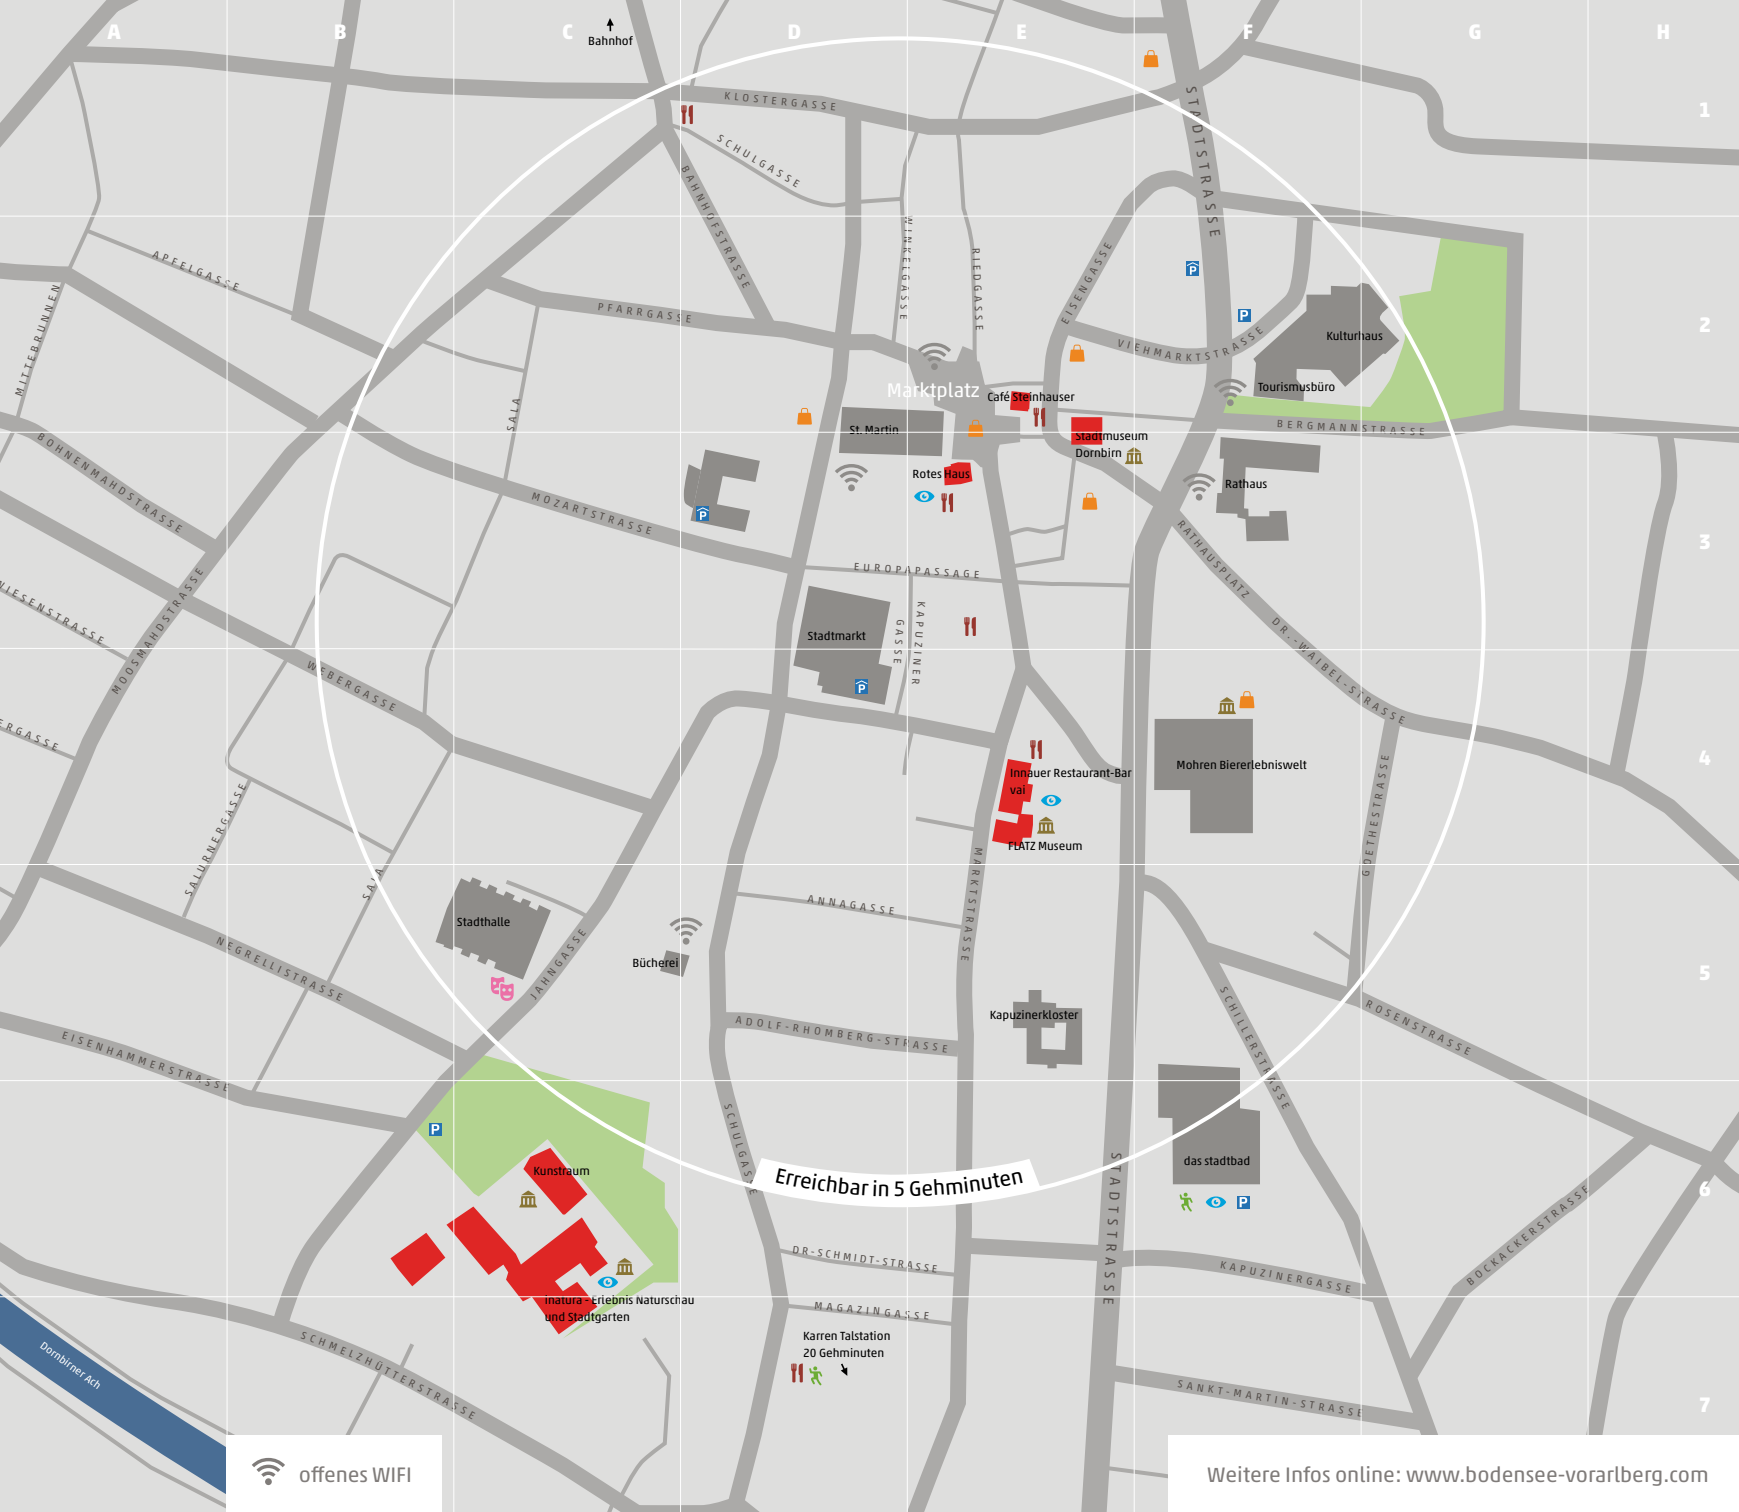 A
B
C
D
E
F
G
H
Bahnhof
1
KLOSTERGASSE
SCHULGASSE
BAHNHOFSTRASSE
STADTSTRASSE
WINKELGASSE
RIEDGASSE
EISENGASSE
APFELGASSE
MITTEBRUNNEN
PFARRGASSE
VIEHMARKTSTRASSE
2
Kulturhaus
Tourismusbüro
Marktplatz
Café Steinhauser
SALA
St. Martin
Stadtmuseum
Dornbirn
BERGMANNSTRASSE
BOHNENMAHDSTRASSE
Rotes Haus
Rathaus
MOZARTSTRASSE
3
RATHAUSPLATZ
EUROPAPASSAGE
KAPUZINER
GASSE
MOOSMAHDSTRASSE
Stadtmarkt
DR.-WAIBEL-STRASSE
WEBERGASSE
4
Mohren Biererlebniswelt
Innauer Restaurant-Bar
vai
FLATZ Museum
GOETHESTRASSE
SALURNERGASSE
SALA
MARKTSTRASSE
ANNAGASSE
Stadthalle
NEGRELLISTRASSE
JAHNGASSE
Bücherei
5
Kapuzinerkloster
ADOLF-RHOMBERG-STRASSE
SCHILLERSTRASSE
ROSENSTRASSE
EISENHAMMERSTRASSE
SCHULGASSE
Kunstraum
das stadtbad
Erreichbar in 5 Gehminuten
6
STADTSTRASSE
BOCKACKERSTRASSE
DR-SCHMIDT-STRASSE
KAPUZINERGASSE
inatura - Erlebnis Naturschau
und Stadtgarten
MAGAZINGASSE
Karren Talstation
20 Gehminuten
Dornbirner Ach
SCHMELZHÜTTERSTRASSE
SANKT-MARTIN-STRASSE
7
offenes WIFI
Weitere Infos online: www.bodensee-vorarlberg.com